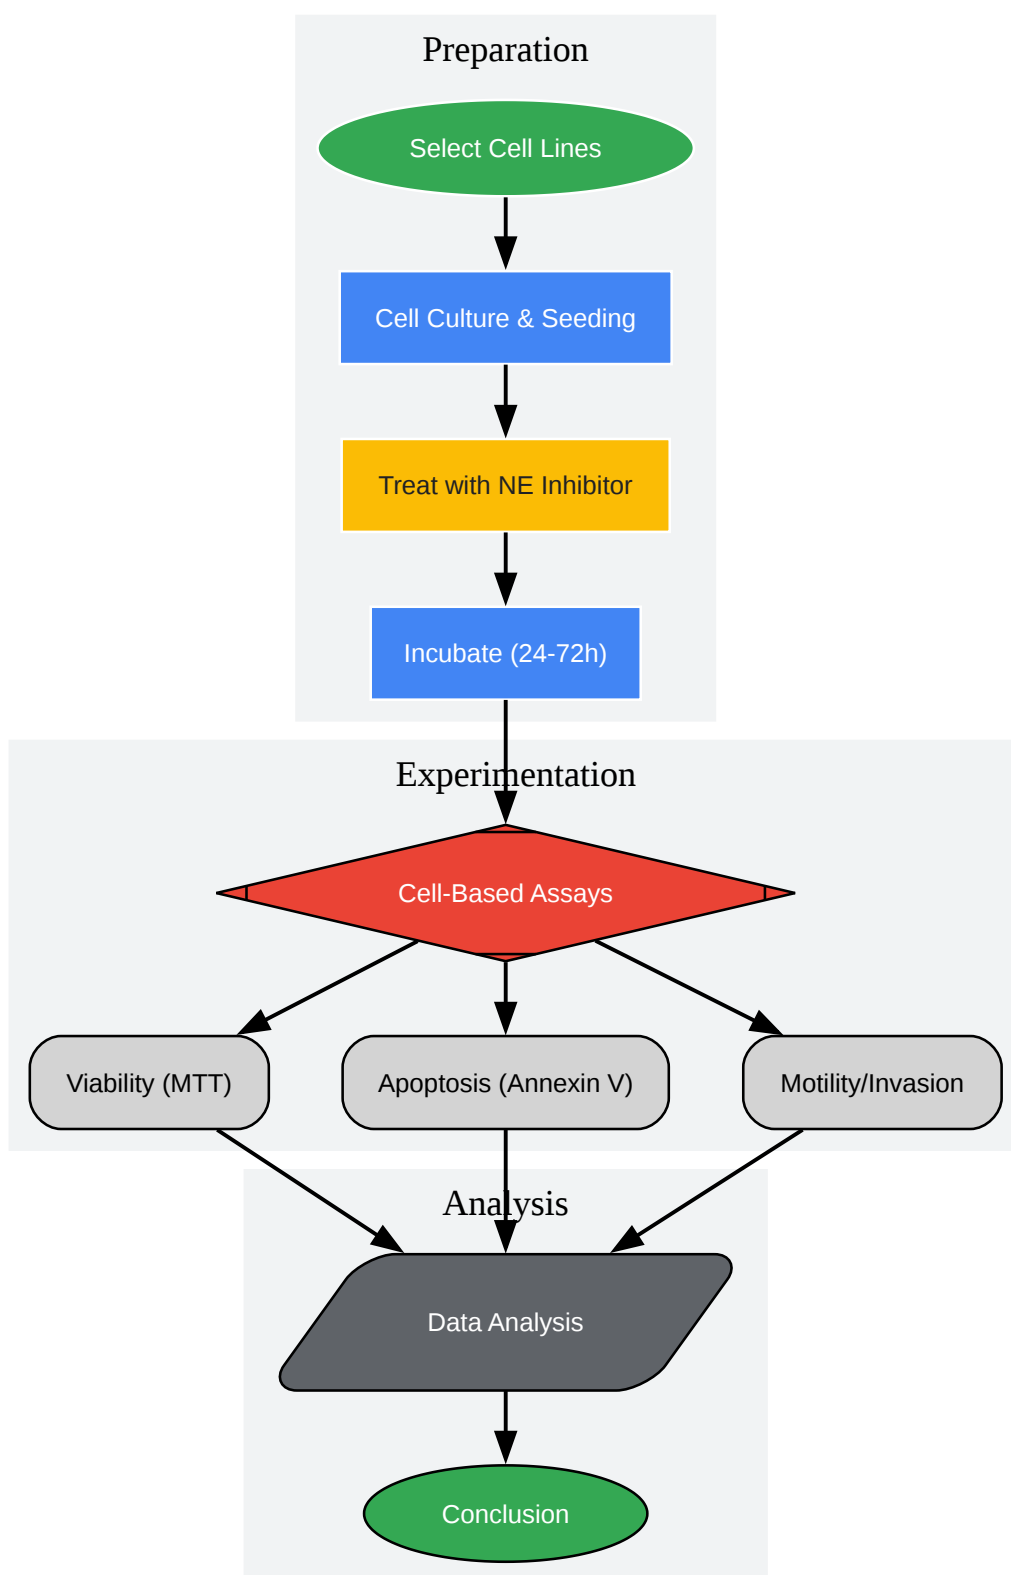 Preparation
Select Cell Lines
Cell Culture & Seeding
Treat with NE Inhibitor
Incubate (24-72h)
Experimentation
Cell-Based Assays
Viability (MTT)
Apoptosis (Annexin V)
Motility/Invasion
Analysis
Data Analysis
Conclusion